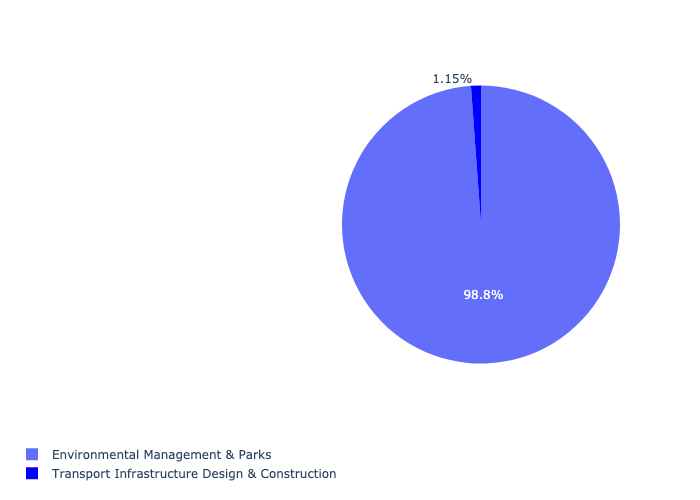 1.15%
98.8%
Environmental Management & Parks
Transport Infrastructure Design & Construction